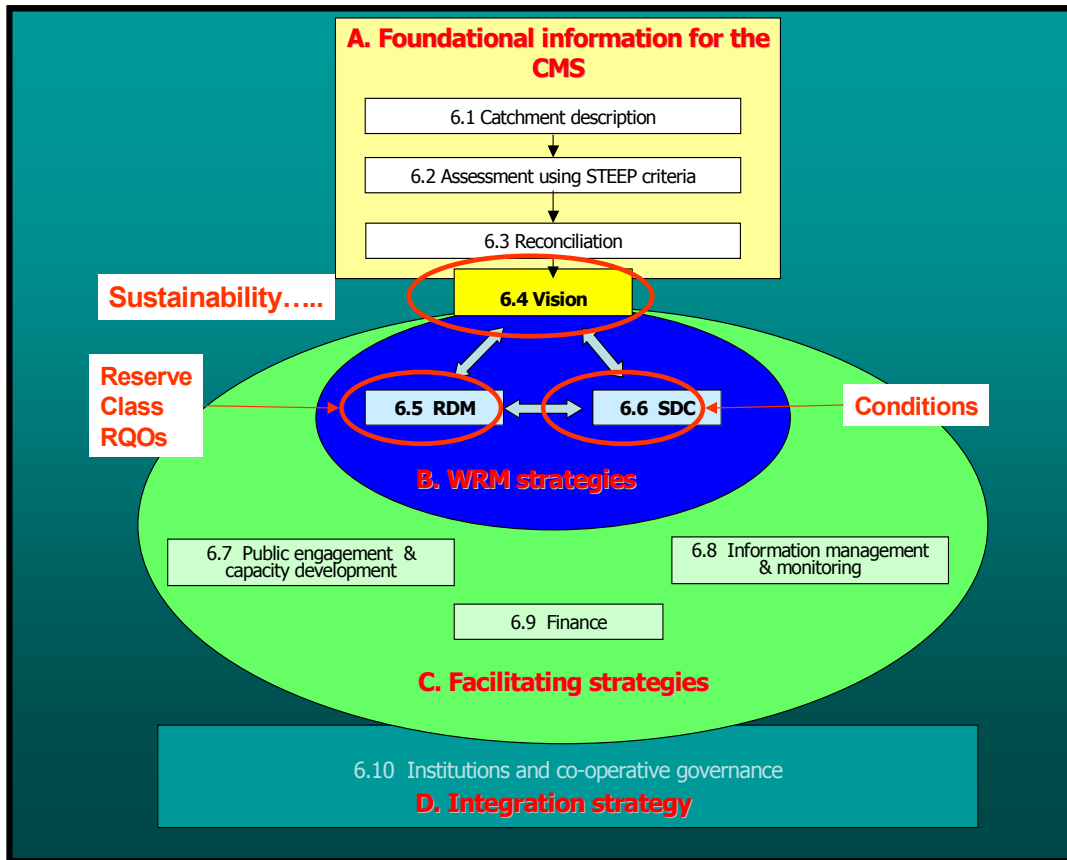 A. Foundational information for the
CMS
6.1 Catchment description
6.2 Assessment using STEEP criteria
6.3 Reconciliation
6.4 Vision
Sustainability…..
Reserve
Class
RQOs
6.5 RDM
6.6 SDC
Conditions
B. WRM strategies
6.7 Public engagement &
capacity development
6.8 Information management
& monitoring
6.9 Finance
C. Facilitating strategies
6.10 Institutions and co-operative governance
D. Integration strategy